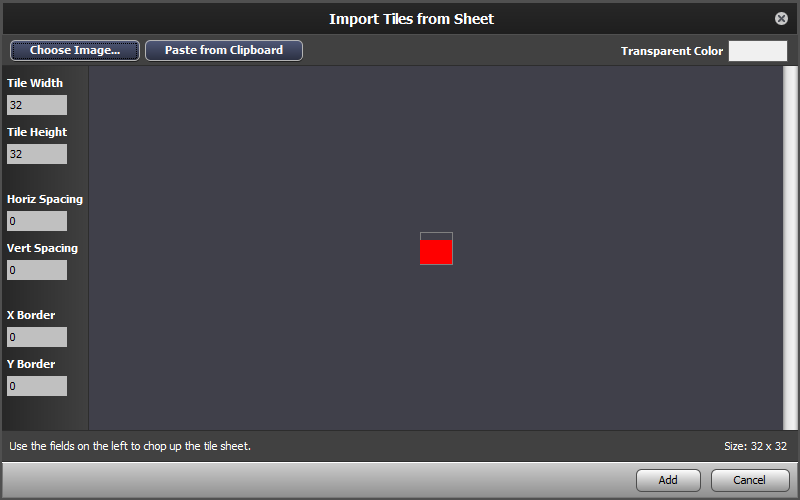 Import Tiles from Sheet
Choose Image... Paste from Clipboard Transparent Color
Tile Width
32
Tile Height
32
Horiz Spacing
0
Vert Spacing
0
X Border
0
Y Border
0
Use the fields on the left to chop up the tile sheet. Size: 32 x 32
Add Cancel